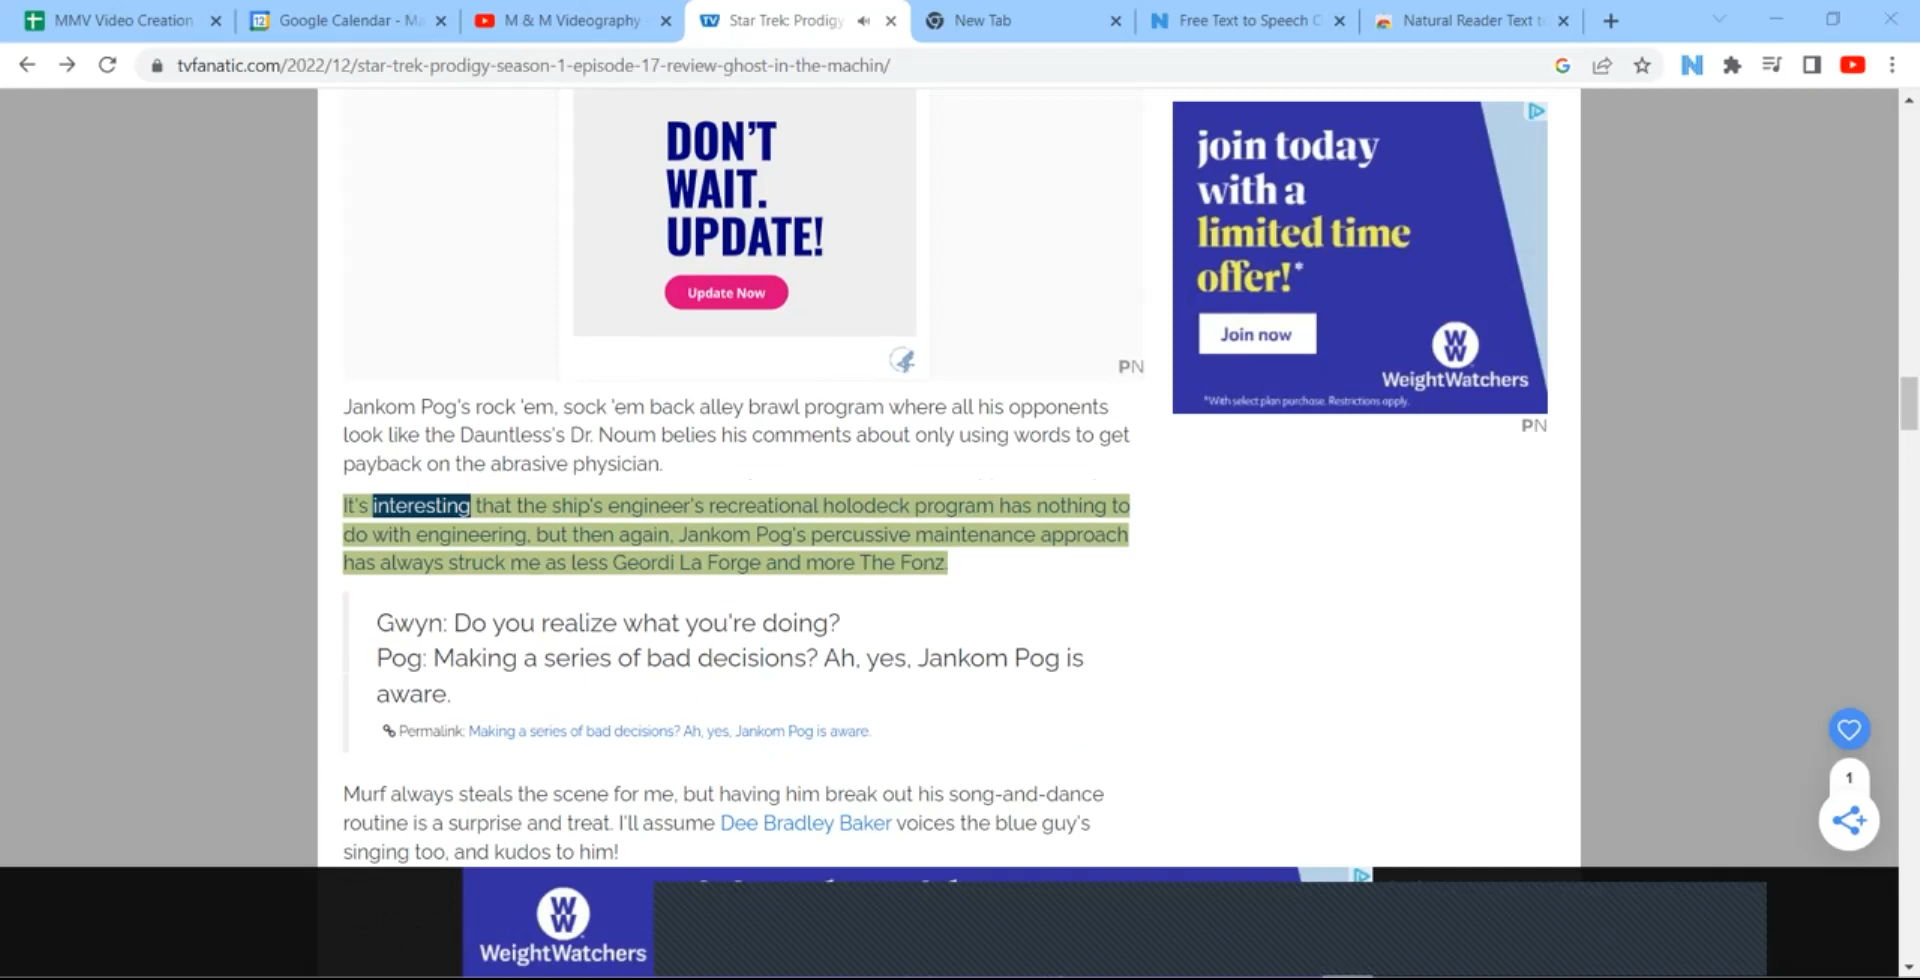 MMV Video Creation
Google Calendar - Ma
M & M Videography -
Star Trek: Prodigy
New Tab
Free Text to Speech O
Natural Reader Text to
tvfanatic.com/2022/12/star-trek-prodigy-season-1-episode-17-review-ghost-in-the-machin/
DON'T
WAIT.
UPDATE!
Update Now
PN
join today
with a
limited time
offer!*
Join now
WW
WeightWatchers
*With select plan purchase. Restrictions apply.
PN
Jankom Pog's rock 'em, sock 'em back alley brawl program where all his opponents
look like the Dauntless's Dr. Noum belies his comments about only using words to get
payback on the abrasive physician.
It's interesting that the ship's engineer's recreational holodeck program has nothing to
do with engineering, but then again, Jankom Pog's percussive maintenance approach
has always struck me as less Geordi La Forge and more The Fonz.
Gwyn: Do you realize what you're doing?
Pog: Making a series of bad decisions? Ah, yes, Jankom Pog is
aware.
Permalink: Making a series of bad decisions? Ah, yes, Jankom Pog is aware.
Murf always steals the scene for me, but having him break out his song-and-dance
routine is a surprise and treat. I'll assume Dee Bradley Baker voices the blue guy's
singing too, and kudos to him!
1
WW
WeightWatchers